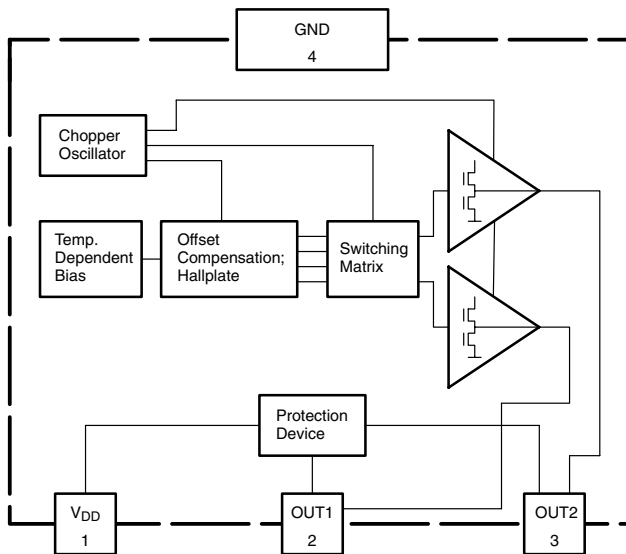 GND
4
Chopper
Oscillator
Temp.
Dependent
Bias
Offset
Compensation;
Hallplate
Switching
Matrix
Protection
Device
VDD
1
OUT1
2
OUT2
3